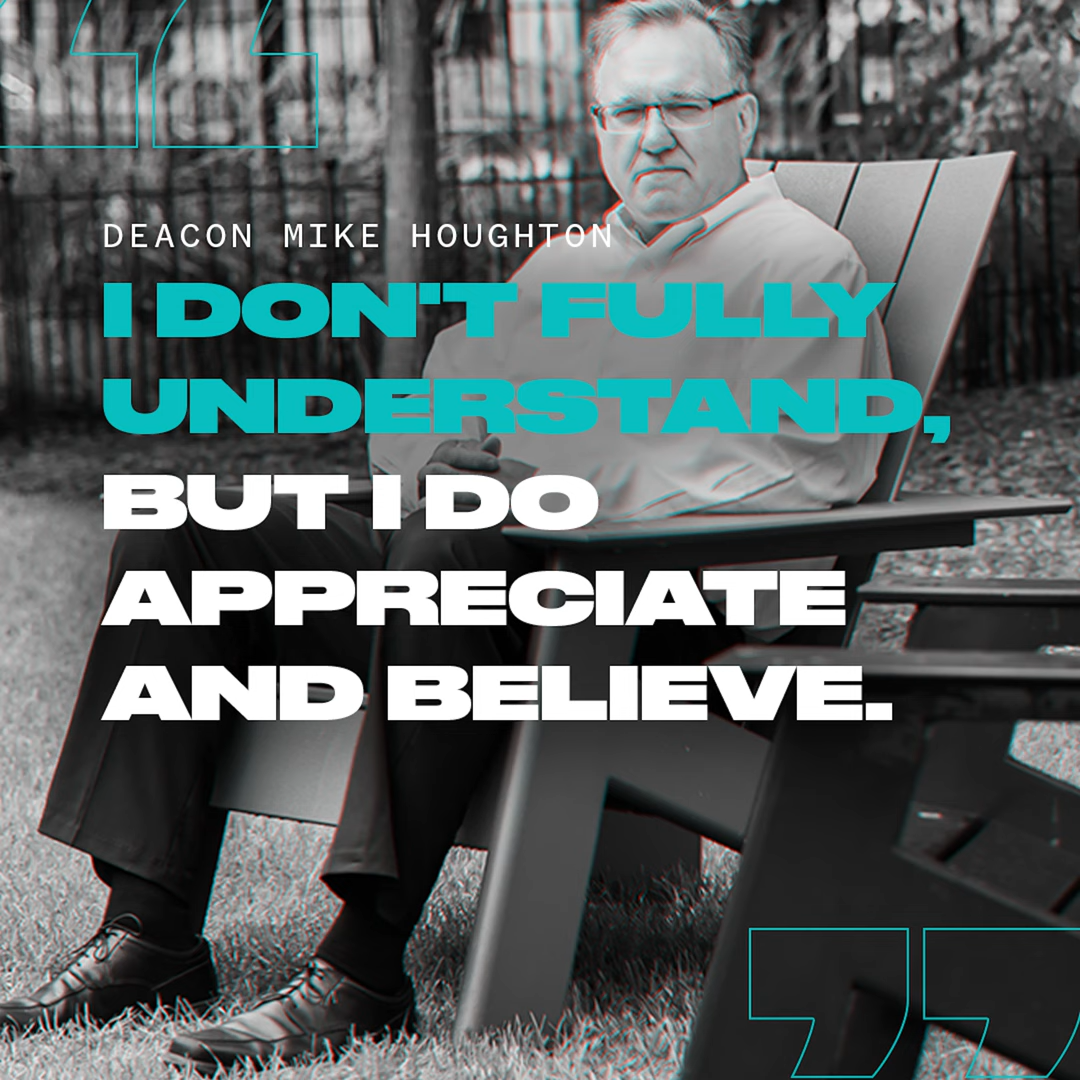 DEACON MIKE HOUGHTON
I DON'T FULLY
UNDERSTAND,
BUT I DO
APPRECIATE
AND BELIEVE.